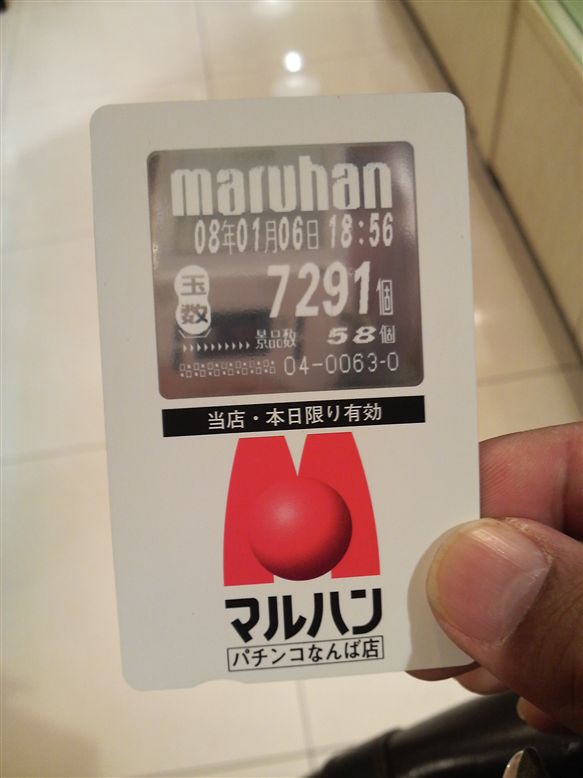 maruhan
08年01月06日 18:56
玉数 7291個
景品数 58個
04-0063-0
当店・本日限り有効
マルハン
パチンコなんば店